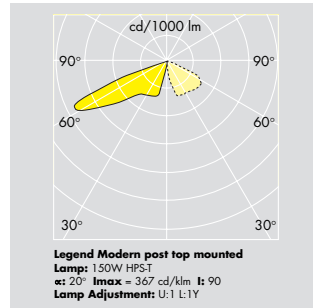 cd/1000 lm
90° 90°
60° 60°
30° 30°
Legend Modern post top mounted
Lamp: 150W HPS-T
α: 20° Imax = 367 cd/klm I: 90
Lamp Adjustment: U:1 L:1Y